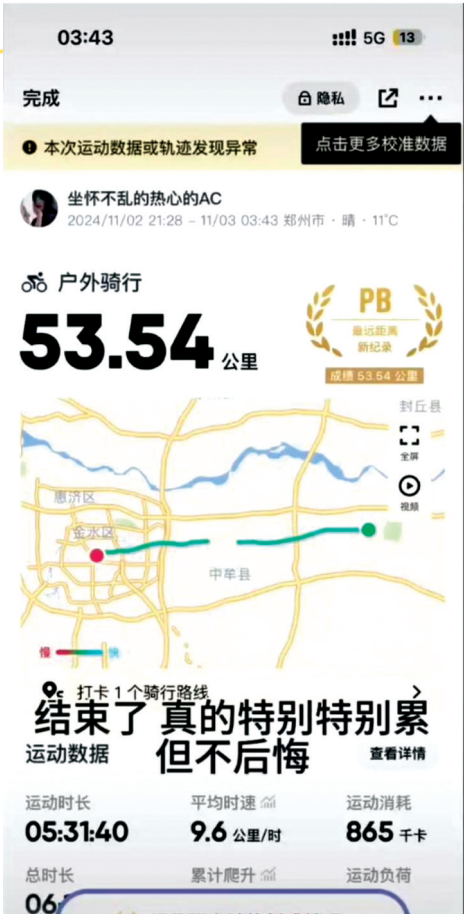 03:43
5G 13
完成
隐私
本次运动数据或轨迹发现异常
点击更多校准数据
坐怀不乱的热心的AC
2024/11/02 21:28 - 11/03 03:43 郑州市 · 晴 · 11°C
户外骑行
53.54 公里
PB
最远距离
新纪录
成绩 53.54 公里
封丘县
全屏
视频
惠济区
金水区
中牟县
慢 快
打卡 1 个骑行路线
结束了 真的特别特别累
但不后悔
运动数据
查看详情
运动时长 平均时速 运动消耗
05:31:40 9.6 公里/时 865 千卡
总时长 累计爬升 运动负荷
06: